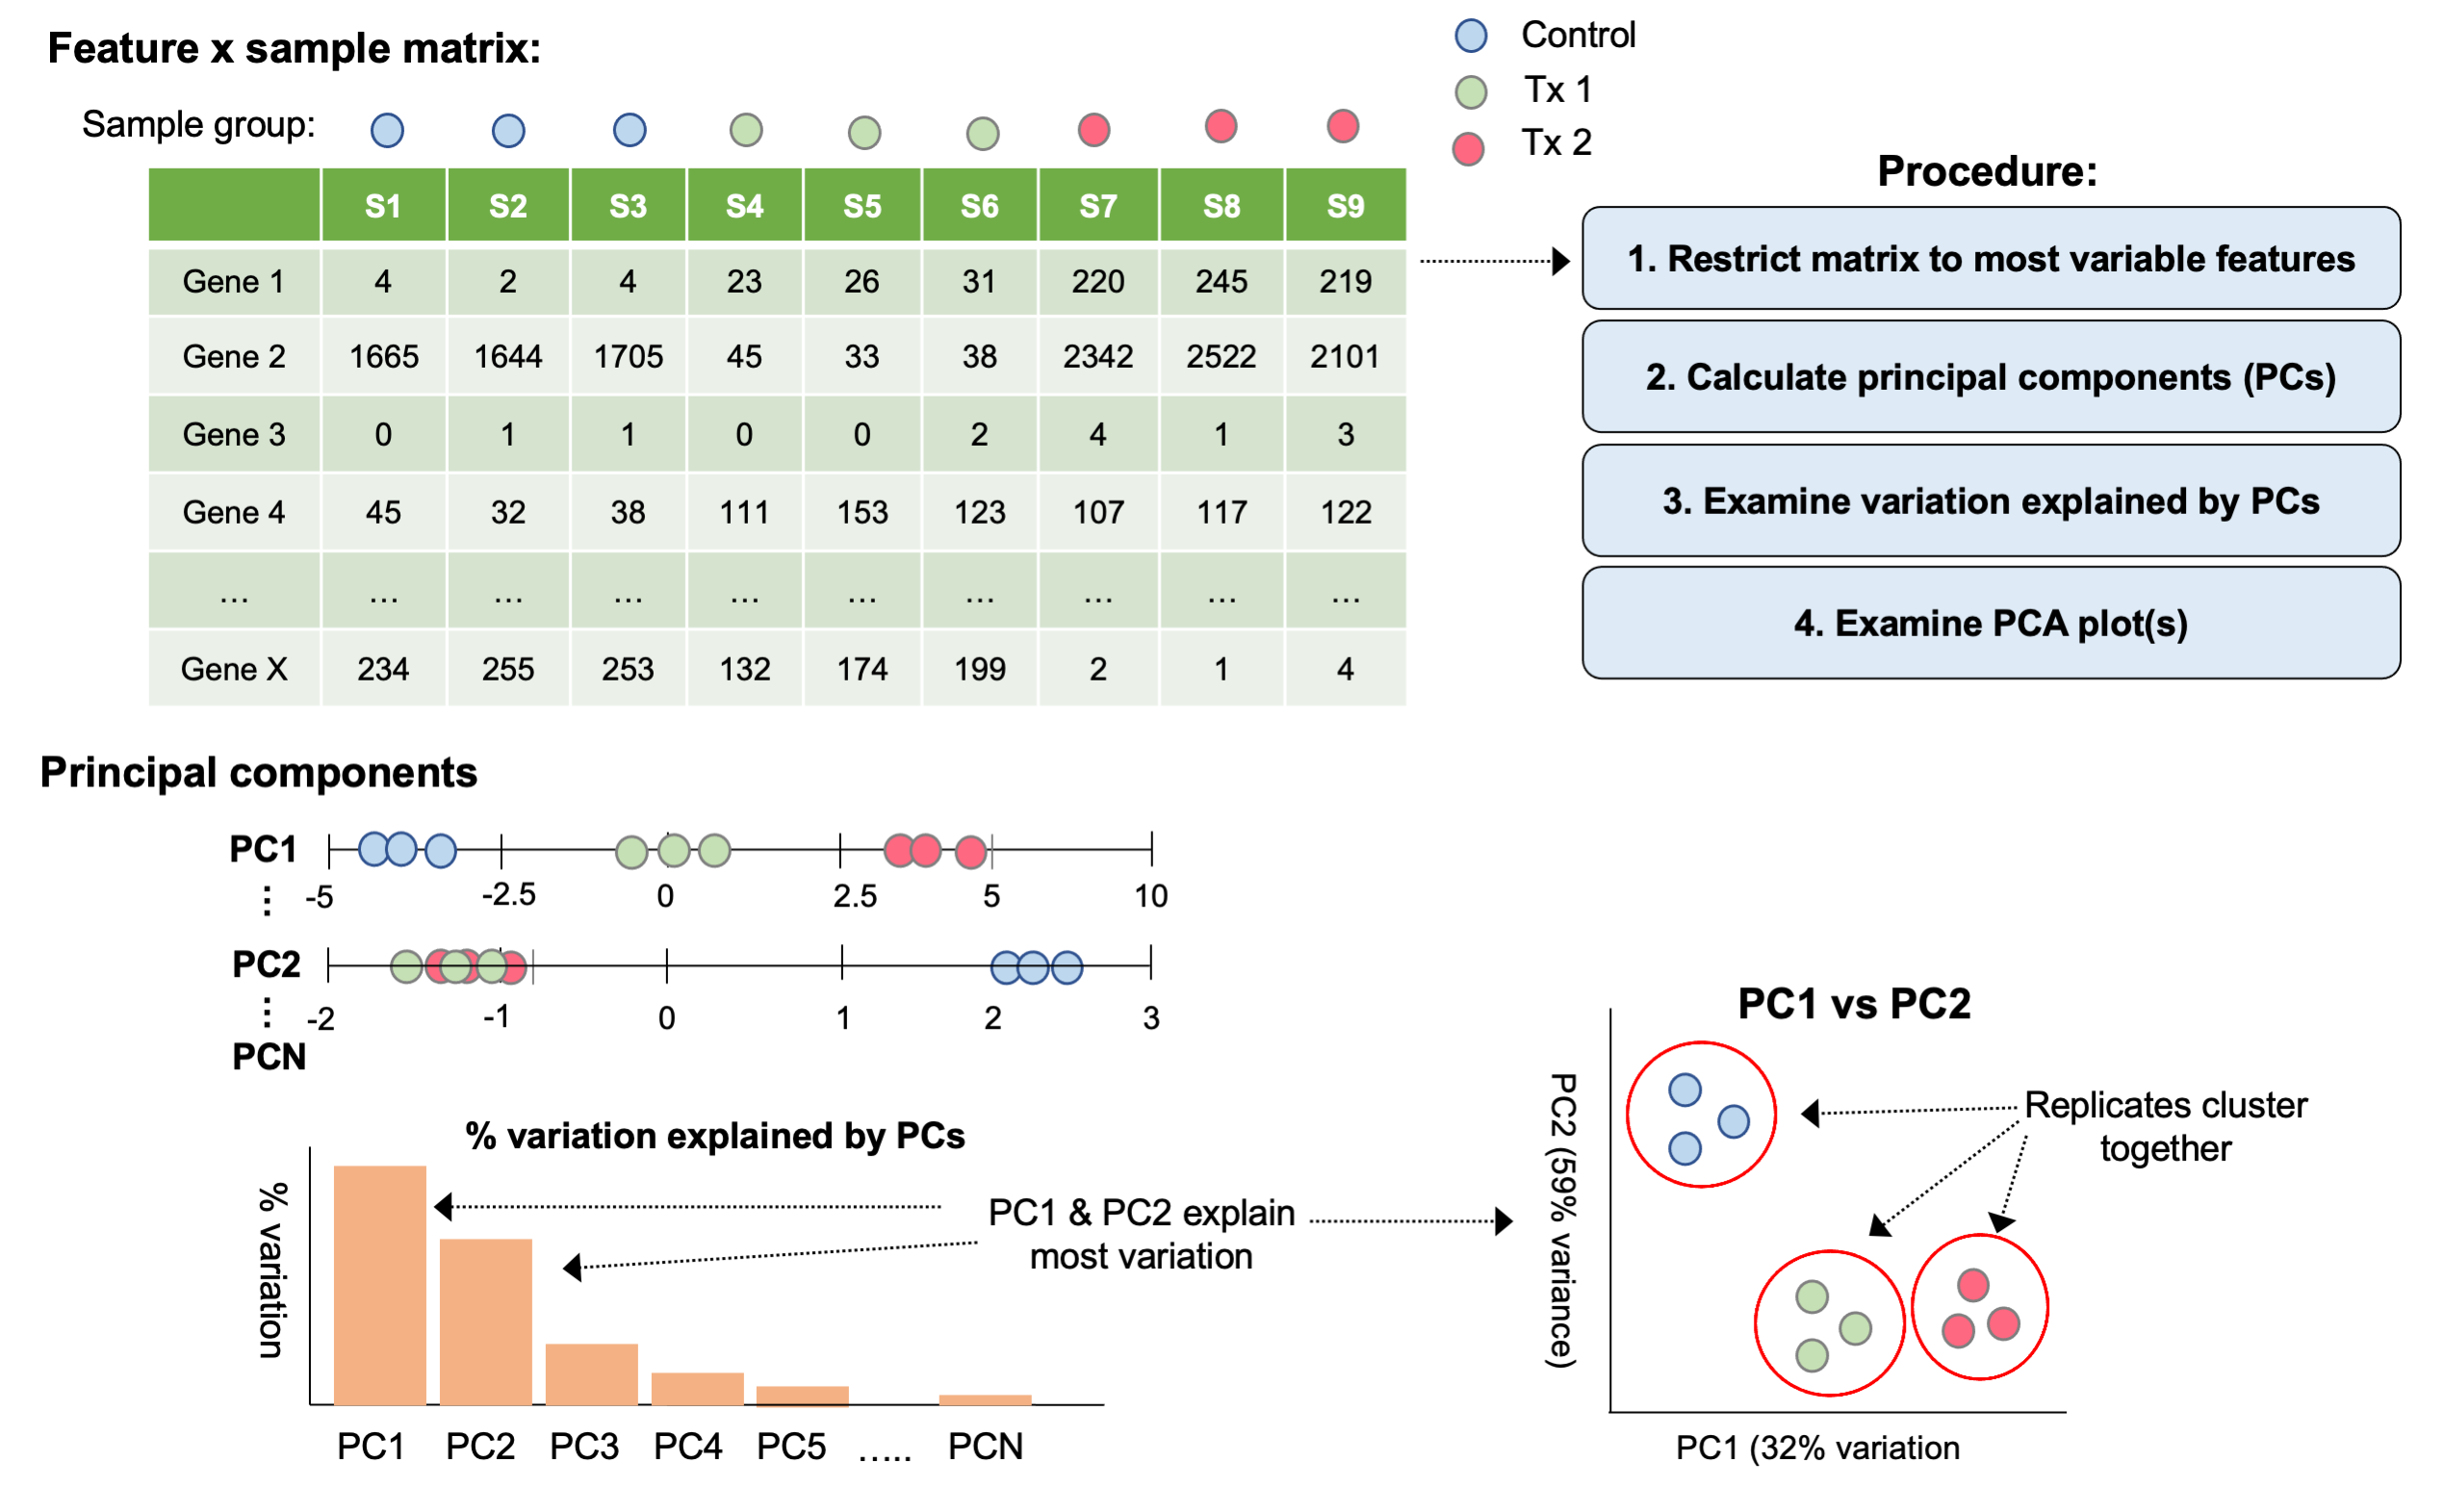 Feature x sample matrix:
Control
Tx 1
Tx 2
Sample group:
S1 S2 S3 S4 S5 S6 S7 S8 S9
Gene 1 4 2 4 23 26 31 220 245 219
Gene 2 1665 1644 1705 45 33 38 2342 2522 2101
Gene 3 0 1 1 0 0 2 4 1 3
Gene 4 45 32 38 111 153 123 107 117 122
... ... ... ... ... ... ... ... ... ...
Gene X 234 255 253 132 174 199 2 1 4
Procedure:
1. Restrict matrix to most variable features
2. Calculate principal components (PCs)
3. Examine variation explained by PCs
4. Examine PCA plot(s)
Principal components
PC1
-5 -2.5 0 2.5 5 10
PC2
-2 -1 0 1 2 3
PCN
% variation explained by PCs
% variation
PC1 & PC2 explain
most variation
PC1 PC2 PC3 PC4 PC5 ..... PCN
PC1 vs PC2
PC2 (59% variance)
Replicates cluster
together
PC1 (32% variation